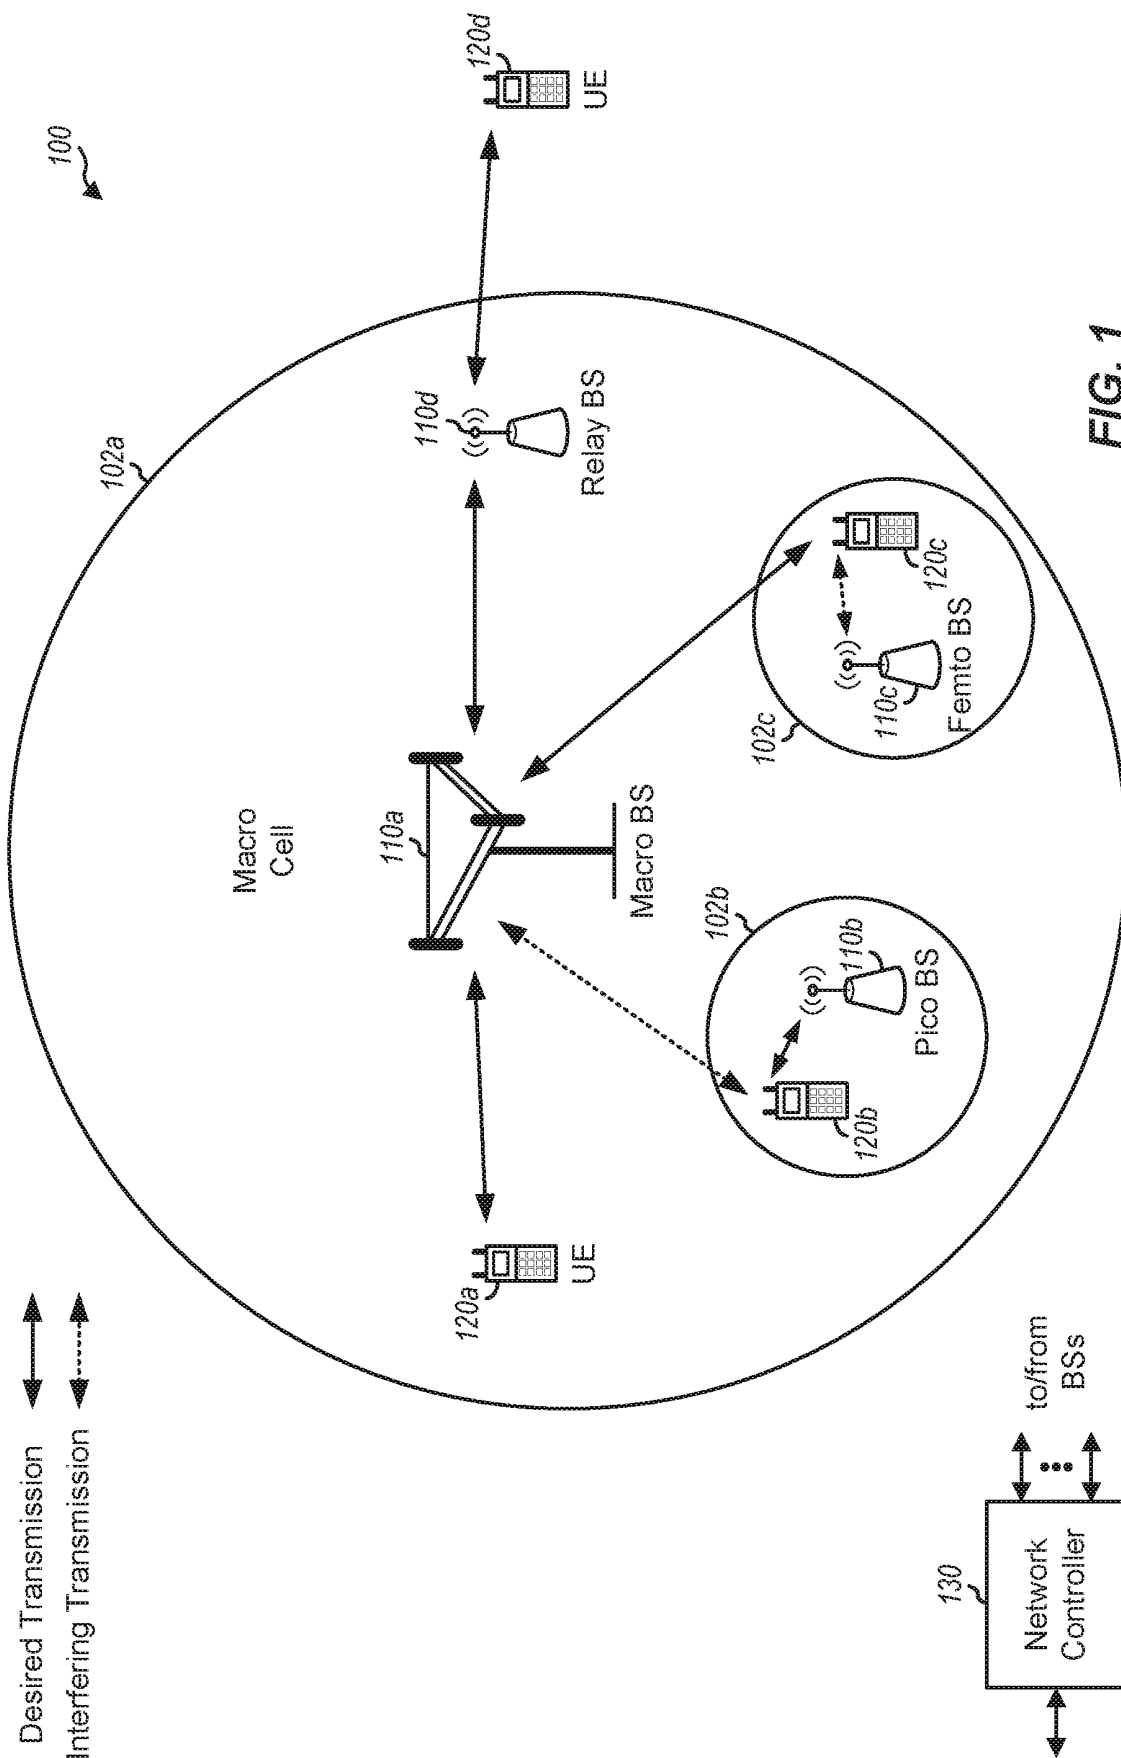 100
Desired Transmission
Interfering Transmission
102a
Macro
Cell
110a
110d
120d
120a
UE
Macro BS
Relay BS
UE
102b
102c
120b
110b
Pico BS
110c
120c
Femto BS
130
Network
Controller
to/from
BSs
FIG. 1